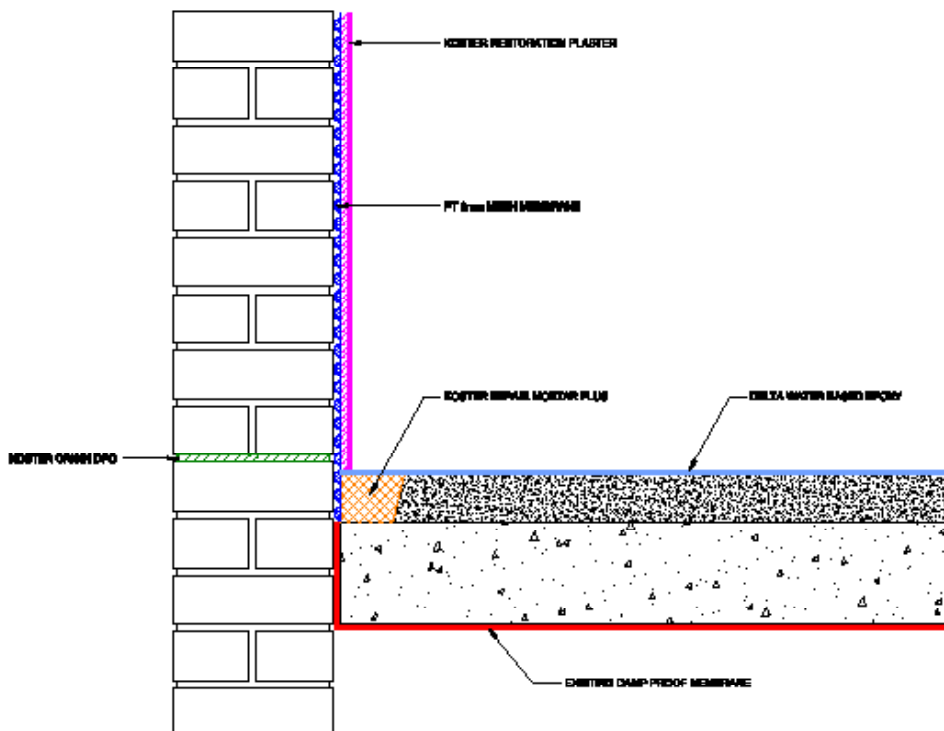 KOSTER RESTORATION PLASTER
PT 8mm MESH MEMBRANE
KOSTER REPAIR MORTAR PLUS
DELTA WATER BASED EPOXY
KOSTER CRISIN DPC
EXISTING DAMP PROOF MEMBRANE